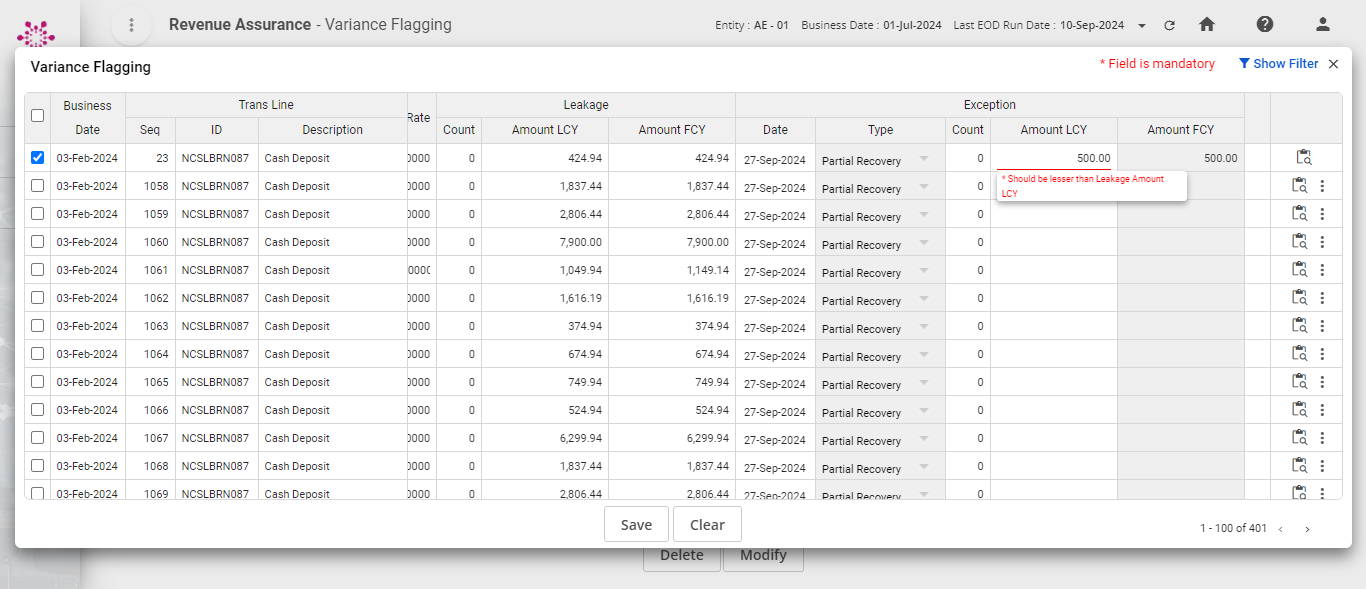 Revenue Assurance - Variance Flagging
Entity : AE - 01 Business Date : 01-Jul-2024 Last EOD Run Date : 10-Sep-2024
Variance Flagging
* Field is mandatory Show Filter
Business Date Trans Line Rate Leakage Exception
Seq ID Description Count Amount LCY Amount FCY Date Type Count Amount LCY Amount FCY
03-Feb-2024 23 NCSLBRN087 Cash Deposit 0000 0 424.94 424.94 27-Sep-2024 Partial Recovery 0 500.00 500.00
* Should be lesser than Leakage Amount
LCY
03-Feb-2024 1058 NCSLBRN087 Cash Deposit 0000 0 1,837.44 1,837.44 27-Sep-2024 Partial Recovery 0
03-Feb-2024 1059 NCSLBRN087 Cash Deposit 0000 0 2,806.44 2,806.44 27-Sep-2024 Partial Recovery 0
03-Feb-2024 1060 NCSLBRN087 Cash Deposit 0000 0 7,900.00 7,900.00 27-Sep-2024 Partial Recovery 0
03-Feb-2024 1061 NCSLBRN087 Cash Deposit 0000 0 1,049.94 1,149.14 27-Sep-2024 Partial Recovery 0
03-Feb-2024 1062 NCSLBRN087 Cash Deposit 0000 0 1,616.19 1,616.19 27-Sep-2024 Partial Recovery 0
03-Feb-2024 1063 NCSLBRN087 Cash Deposit 0000 0 374.94 374.94 27-Sep-2024 Partial Recovery 0
03-Feb-2024 1064 NCSLBRN087 Cash Deposit 0000 0 674.94 674.94 27-Sep-2024 Partial Recovery 0
03-Feb-2024 1065 NCSLBRN087 Cash Deposit 0000 0 749.94 749.94 27-Sep-2024 Partial Recovery 0
03-Feb-2024 1066 NCSLBRN087 Cash Deposit 0000 0 524.94 524.94 27-Sep-2024 Partial Recovery 0
03-Feb-2024 1067 NCSLBRN087 Cash Deposit 0000 0 6,299.94 6,299.94 27-Sep-2024 Partial Recovery 0
03-Feb-2024 1068 NCSLBRN087 Cash Deposit 0000 0 1,837.44 1,837.44 27-Sep-2024 Partial Recovery 0
03-Feb-2024 1069 NCSLBRN087 Cash Deposit 0000 0 2,806.44 2,806.44 27-Sep-2024 Partial Recovery 0
Save Clear
1 - 100 of 401
Delete Modify